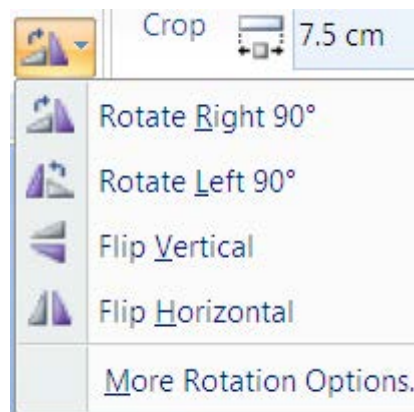 Crop 7.5 cm
Rotate Right 90°
Rotate Left 90°
Flip Vertical
Flip Horizontal
More Rotation Options.